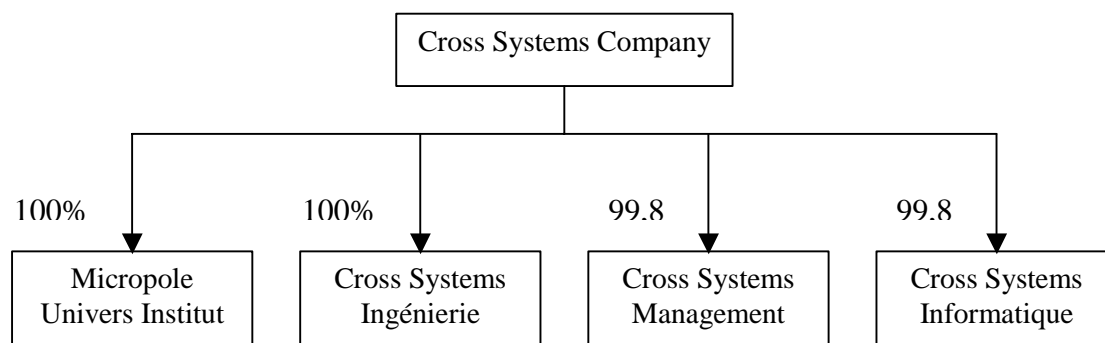 Cross Systems Company
100%
100%
99.8
99.8
Micropole
Univers Institut
Cross Systems
Ingénierie
Cross Systems
Management
Cross Systems
Informatique